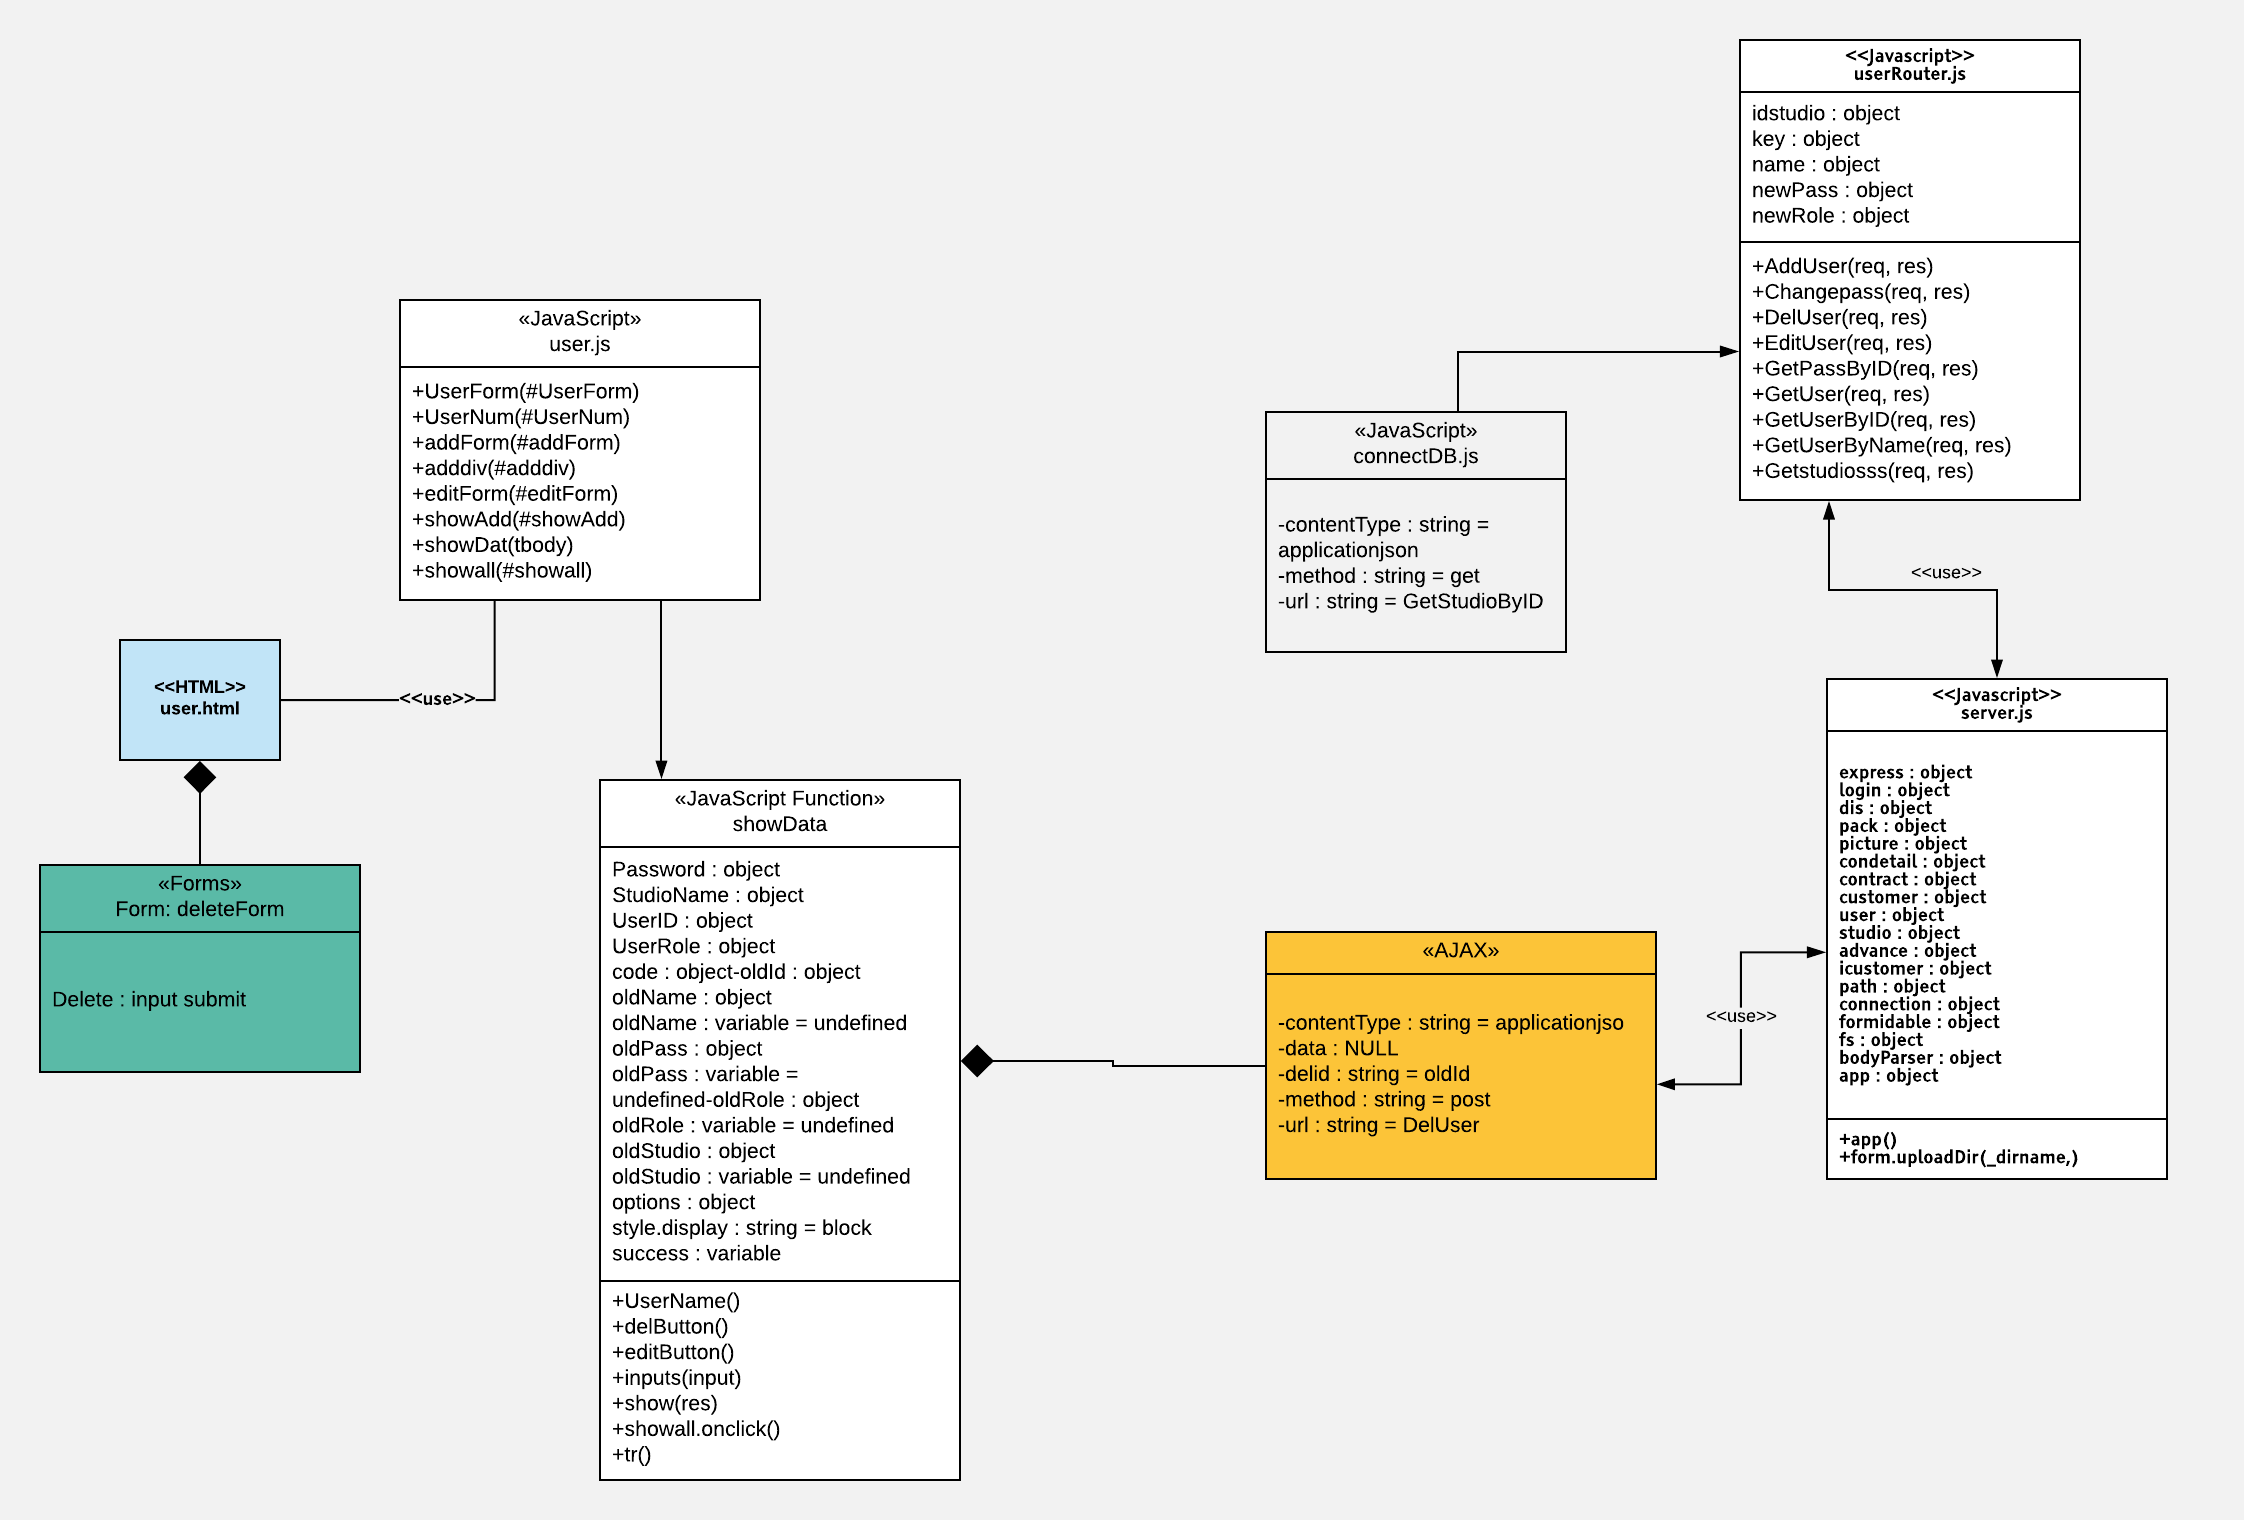 <<Javascript>>
userRouter.js
idstudio : object
key : object
name : object
newPass : object
newRole : object
+AddUser(req, res)
+Changepass(req, res)
+DelUser(req, res)
+EditUser(req, res)
+GetPassByID(req, res)
+GetUser(req, res)
+GetUserByID(req, res)
+GetUserByName(req, res)
+Getstudiosss(req, res)
«JavaScript»
user.js
+UserForm(#UserForm)
+UserNum(#UserNum)
+addForm(#addForm)
+adddiv(#adddiv)
+editForm(#editForm)
+showAdd(#showAdd)
+showDat(tbody)
+showall(#showall)
«JavaScript»
connectDB.js
-contentType : string =
applicationjson
-method : string = get
-url : string = GetStudioByID
<<use>>
<<HTML>>
user.html
<<use>>
«Forms»
Form: deleteForm
Delete : input submit
«JavaScript Function»
showData
Password : object
StudioName : object
UserID : object
UserRole : object
code : object-oldId : object
oldName : object
oldName : variable = undefined
oldPass : object
oldPass : variable =
undefined-oldRole : object
oldRole : variable = undefined
oldStudio : object
oldStudio : variable = undefined
options : object
style.display : string = block
success : variable
+UserName()
+delButton()
+editButton()
+inputs(input)
+show(res)
+showall.onclick()
+tr()
«AJAX»
-contentType : string = applicationjso
-data : NULL
-delid : string = oldId
-method : string = post
-url : string = DelUser
<<use>>
<<Javascript>>
server.js
express : object
login : object
dis : object
pack : object
picture : object
condetail : object
contract : object
customer : object
user : object
studio : object
advance : object
icustomer : object
path : object
connection : object
formidable : object
fs : object
bodyParser : object
app : object
+app()
+form.uploadDir(_dirname,)